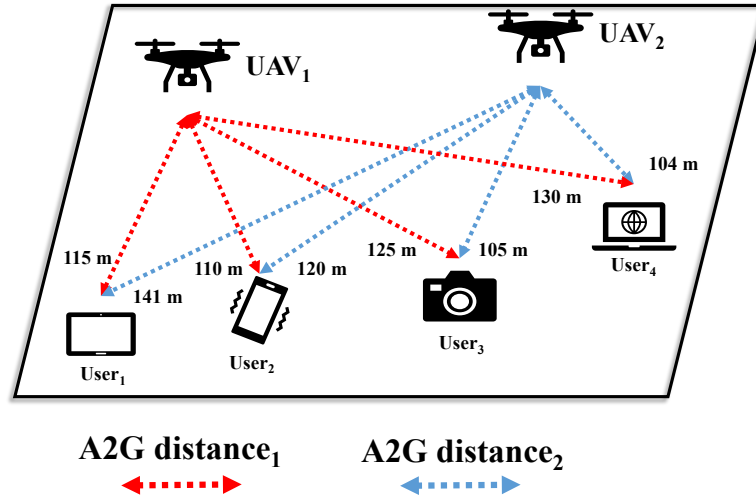 UAV₁
UAV₂
104 m
130 m
115 m
141 m
110 m
120 m
125 m
105 m
User₄
User₁
User₂
User₃
A2G distance₁
A2G distance₂